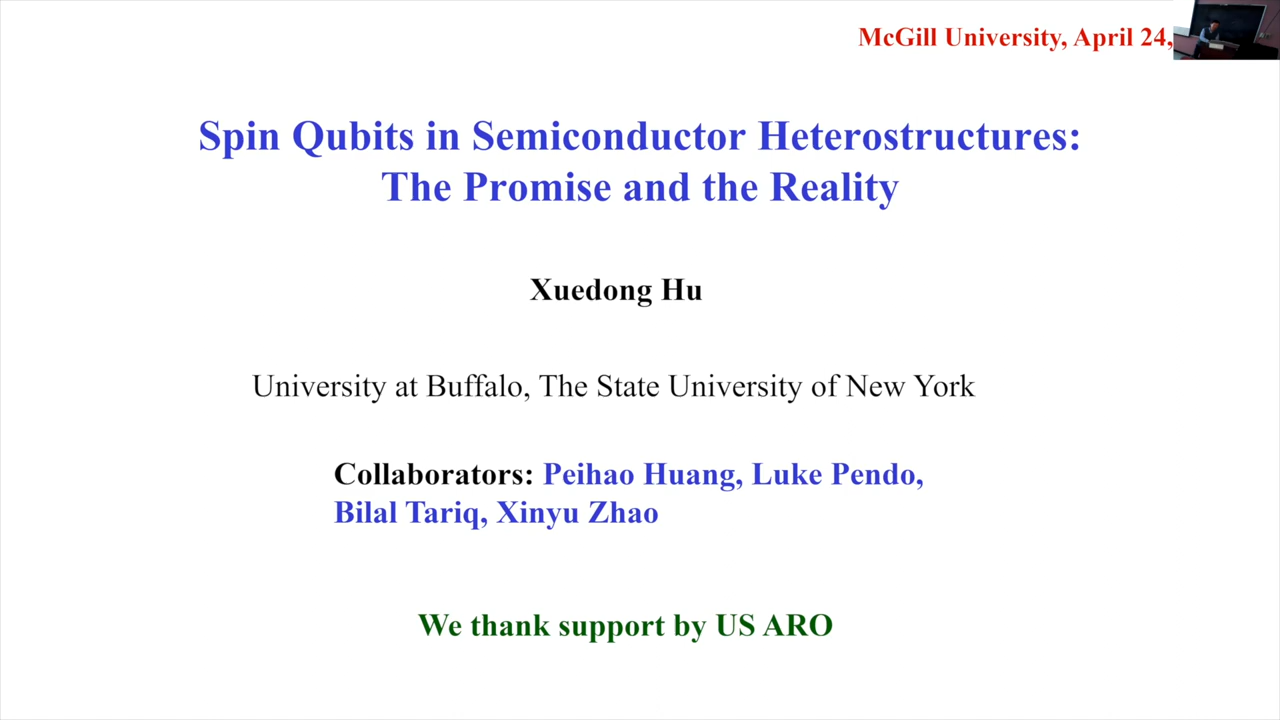 McGill University, April 24,
Spin Qubits in Semiconductor Heterostructures:
The Promise and the Reality
Xuedong Hu
University at Buffalo, The State University of New York
Collaborators: Peihao Huang, Luke Pendo,
Bilal Tariq, Xinyu Zhao
We thank support by US ARO